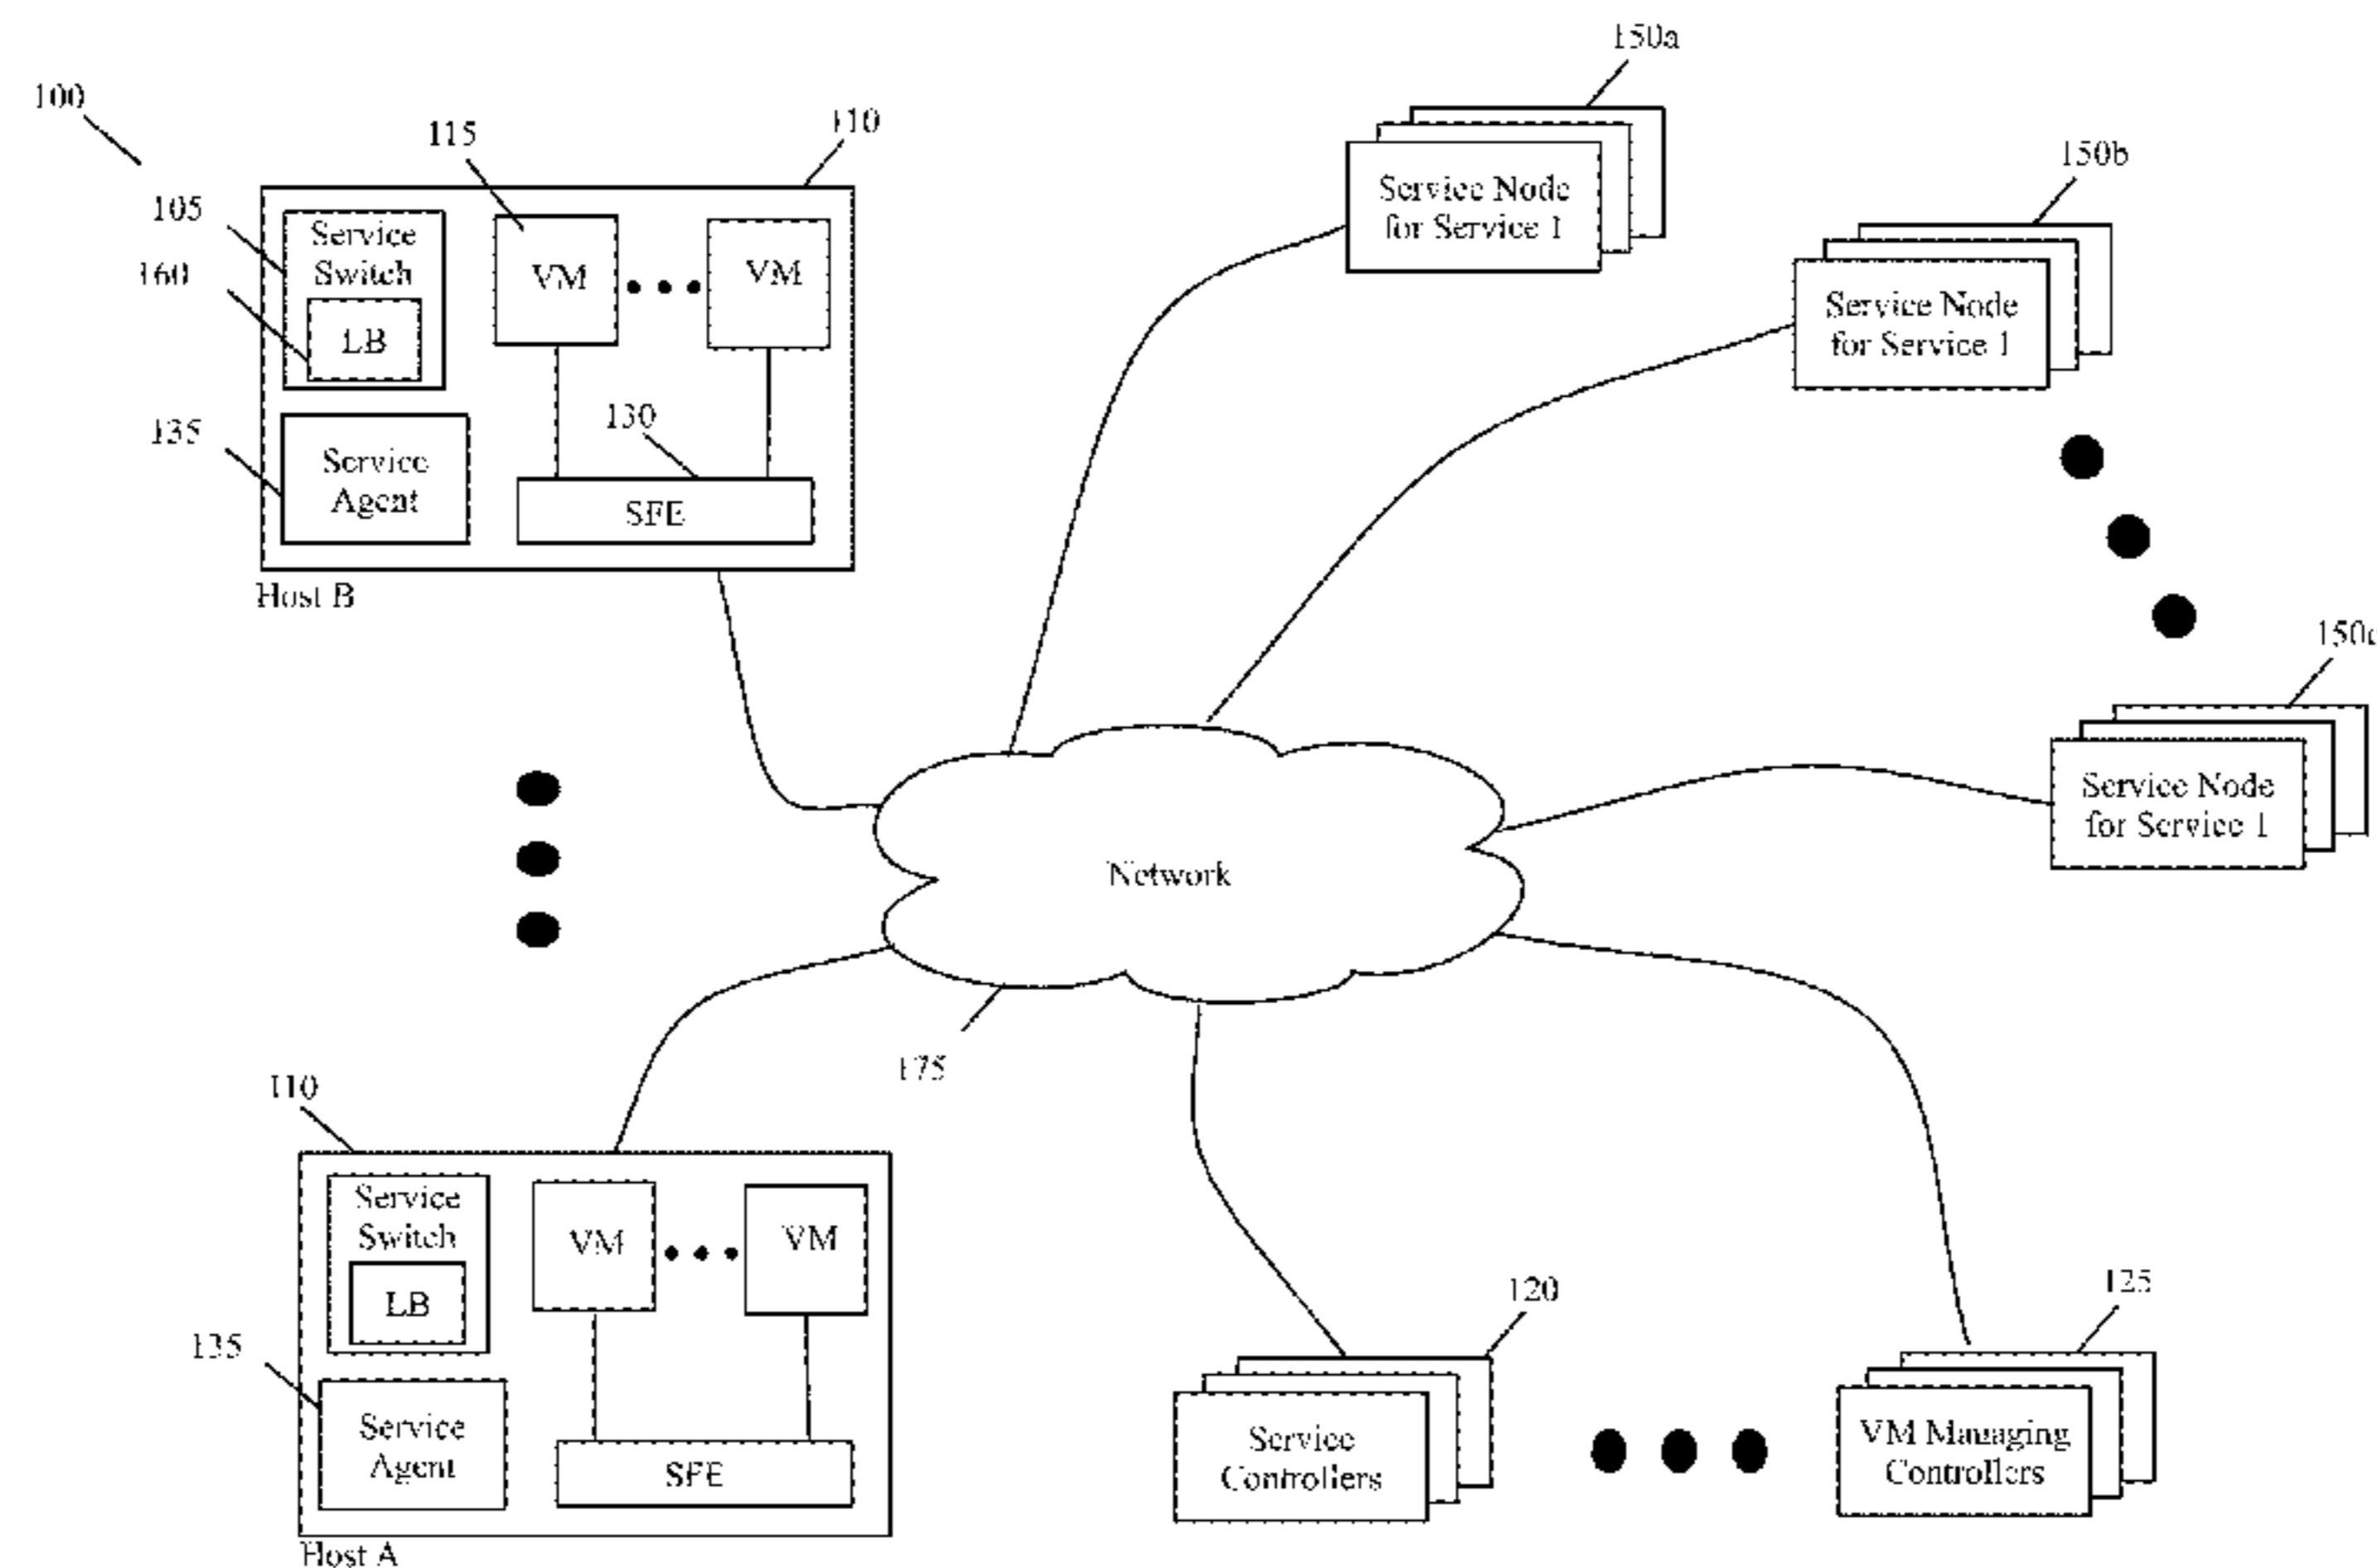 150a
100
115
110
150b
105
Service
Switch
160
LB
VM
VM
Service Node
for Service 1
Service Node
for Service 1
135
130
Service
Agent
SFE
Host B
150c
Service Node
for Service 1
Network
175
110
Service
Switch
LB
VM
VM
135
Service
Agent
SFE
Host A
120
125
Service
Controllers
VM Managing
Controllers